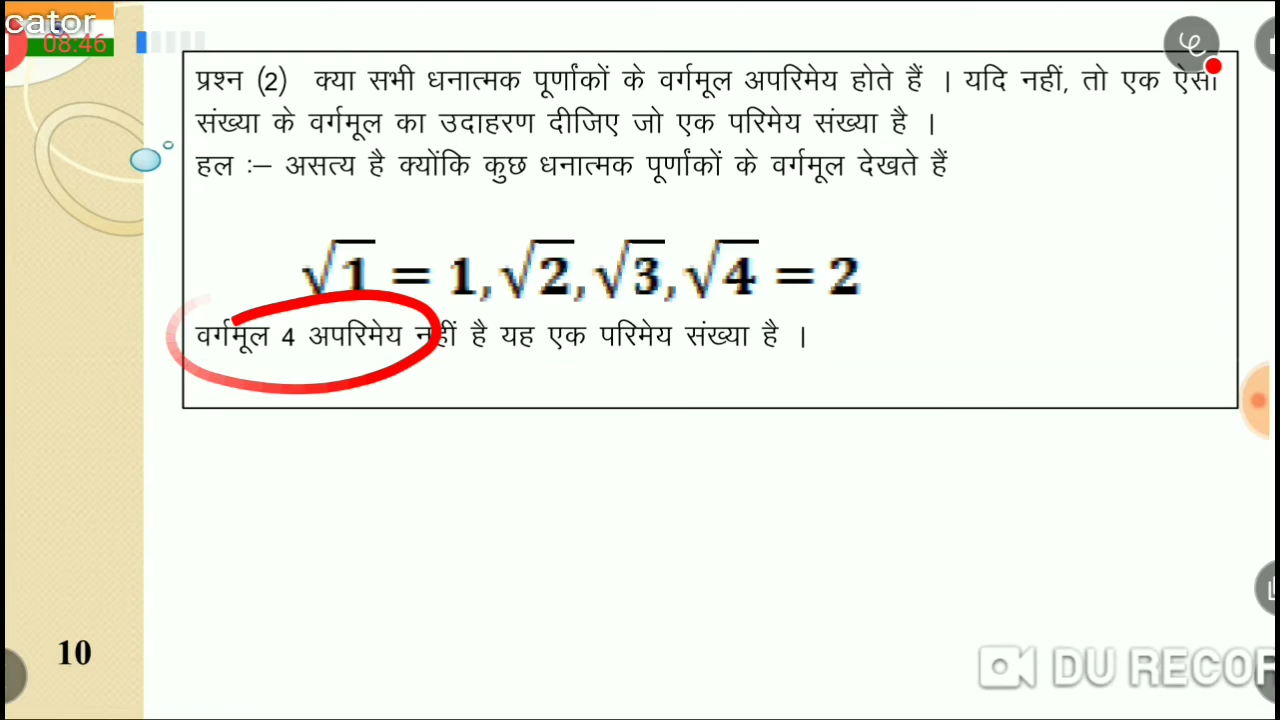 cator
08:46
प्रश्न (2) क्या सभी धनात्मक पूर्णांकों के वर्गमूल अपरिमेय होते हैं । यदि नहीं, तो एक ऐसी
संख्या के वर्गमूल का उदाहरण दीजिए जो एक परिमेय संख्या है ।
हल :– असत्य है क्योंकि कुछ धनात्मक पूर्णांकों के वर्गमूल देखते हैं
√1 = 1, √2, √3, √4 = 2
वर्गमूल 4 अपरिमेय नहीं है यह एक परिमेय संख्या है ।
10
DU RECOR